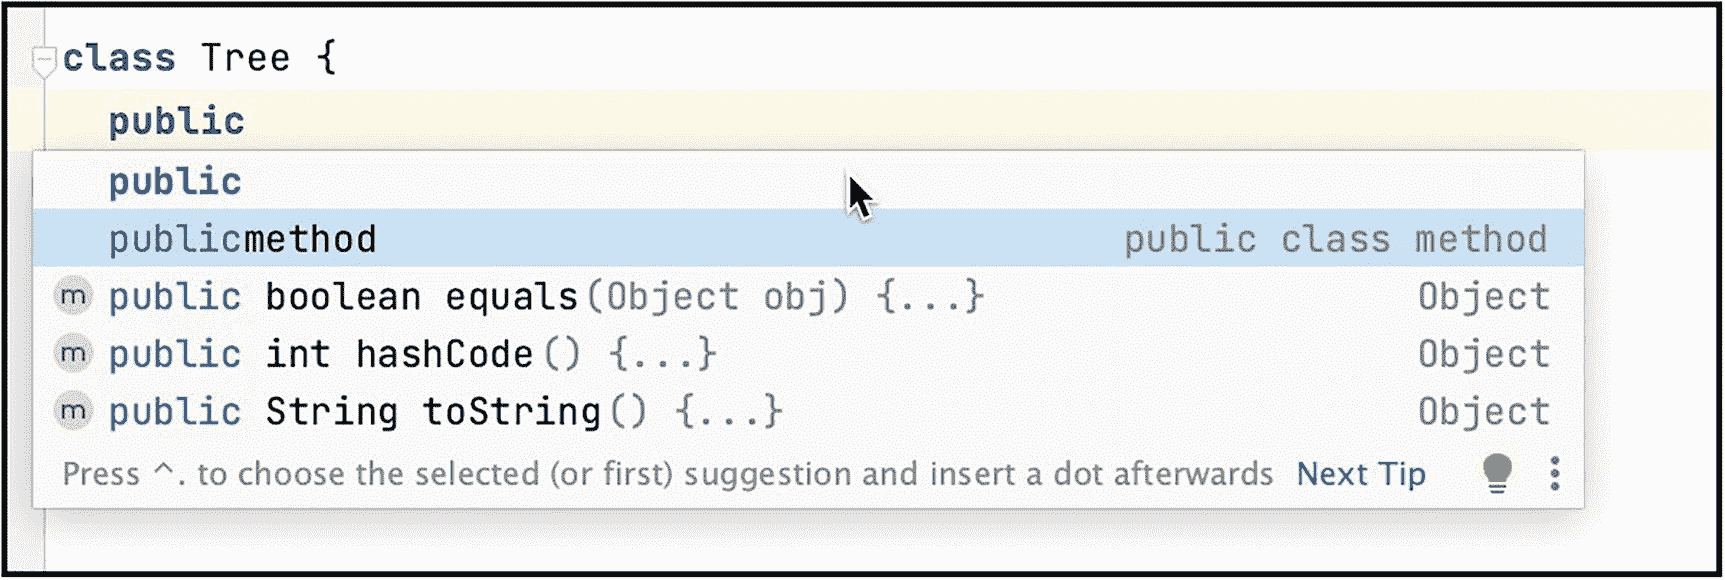 class Tree {
public
public
publicmethod public class method
m public boolean equals(Object obj) {...} Object
m public int hashCode() {...} Object
m public String toString() {...} Object
Press ^. to choose the selected (or first) suggestion and insert a dot afterwards Next Tip